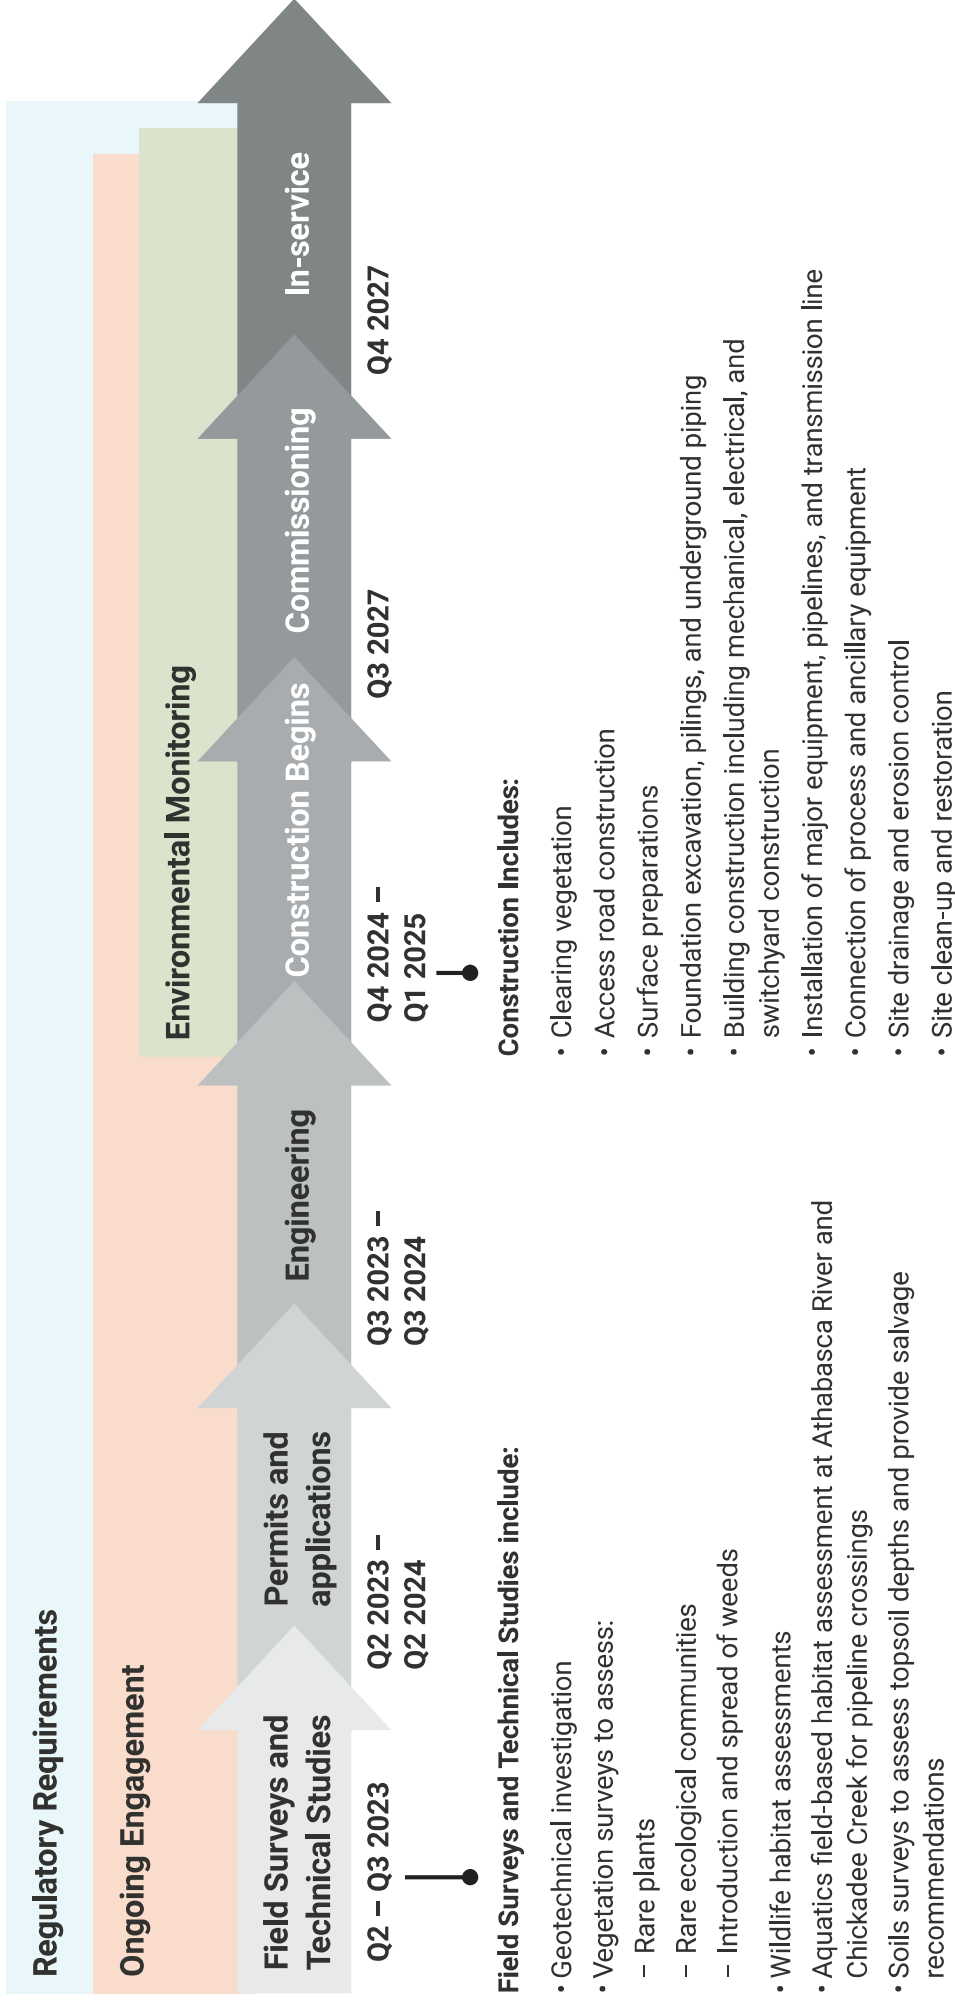 Regulatory Requirements
Ongoing Engagement
Environmental Monitoring
Field Surveys and
Technical Studies
Permits and
applications
Engineering
Construction Begins
Commissioning
In-service
Q2 – Q3 2023
Q2 2023 –
Q2 2024
Q3 2023 –
Q3 2024
Q4 2024 –
Q1 2025
Q3 2027
Q4 2027
Field Surveys and Technical Studies include:
• Geotechnical investigation
• Vegetation surveys to assess:
– Rare plants
– Rare ecological communities
– Introduction and spread of weeds
• Wildlife habitat assessments
• Aquatics field-based habitat assessment at Athabasca River and
Chickadee Creek for pipeline crossings
• Soils surveys to assess topsoil depths and provide salvage
recommendations
Construction Includes:
• Clearing vegetation
• Access road construction
• Surface preparations
• Foundation excavation, pilings, and underground piping
• Building construction including mechanical, electrical, and
switchyard construction
• Installation of major equipment, pipelines, and transmission line
• Connection of process and ancillary equipment
• Site drainage and erosion control
• Site clean-up and restoration